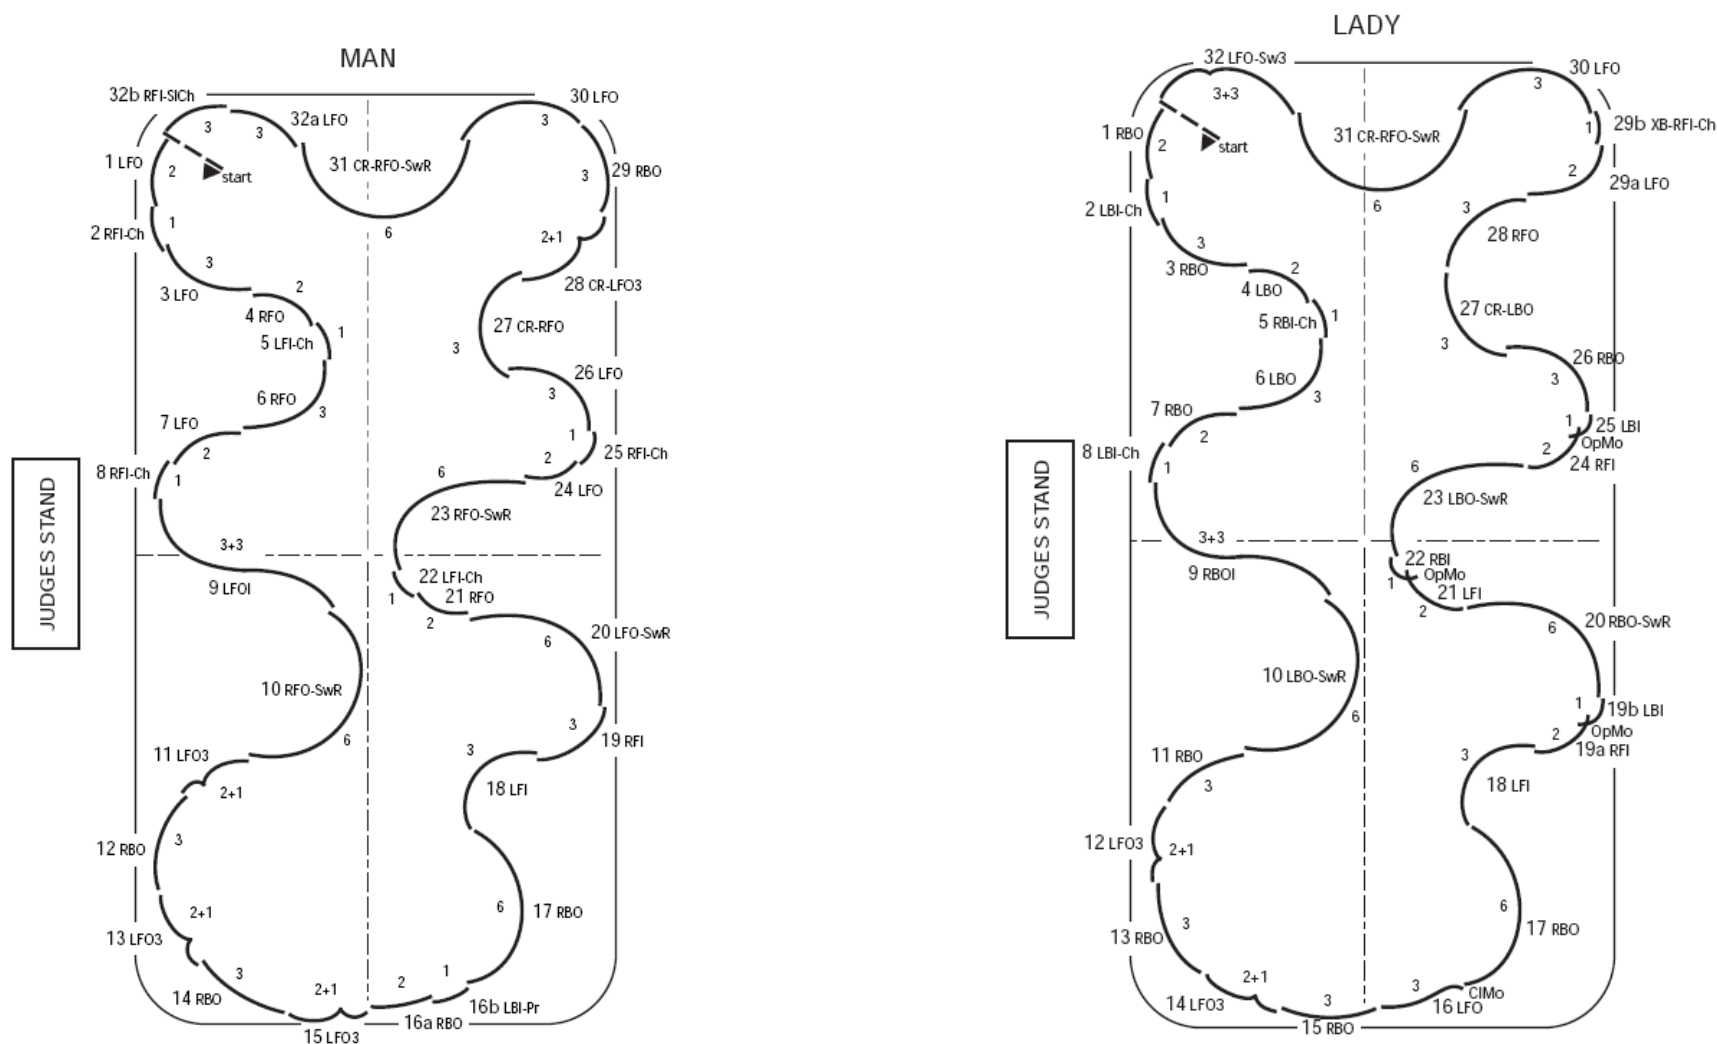 MAN
32b RFI-SlCh
3
3
32a LFO
30 LFO
3
1 LFO
2
start
31 CR-RFO-SwR
6
3
29 RBO
2 RFI-Ch
1
3
3 LFO
2+1
28 CR-LFO3
2
4 RFO
1
5 LFI-Ch
27 CR-RFO
3
6 RFO
3
26 LFO
3
7 LFO
2
1
25 RFI-Ch
8 RFI-Ch
1
6
2
24 LFO
23 RFO-SwR
JUDGES STAND
3+3
9 LFOI
22 LFI-Ch
1
21 RFO
2
20 LFO-SwR
6
10 RFO-SwR
6
3
19 RFI
11 LFO3
2+1
3
18 LFI
12 RBO
3
2+1
13 LFO3
6
17 RBO
3
14 RBO
2+1
2
1
16b LBI-Pr
16a RBO
15 LFO3
LADY
32 LFO-Sw3
3+3
30 LFO
3
1 RBO
2
start
31 CR-RFO-SwR
6
1
29b XB-RFI-Ch
2
29a LFO
2 LBI-Ch
1
3
3 RBO
3
28 RFO
2
4 LBO
5 RBI-Ch
1
27 CR-LBO
3
6 LBO
3
26 RBO
3
7 RBO
2
1
25 LBI
OpMo
8 LBI-Ch
1
6
2
24 RFI
23 LBO-SwR
JUDGES STAND
3+3
9 RBOI
22 RBI
OpMo
1
21 LFI
2
20 RBO-SwR
6
10 LBO-SwR
6
1
19b LBI
OpMo
2
19a RFI
11 RBO
3
3
18 LFI
12 LFO3
2+1
3
13 RBO
6
17 RBO
2+1
14 LFO3
3
15 RBO
3
ClMo
16 LFO